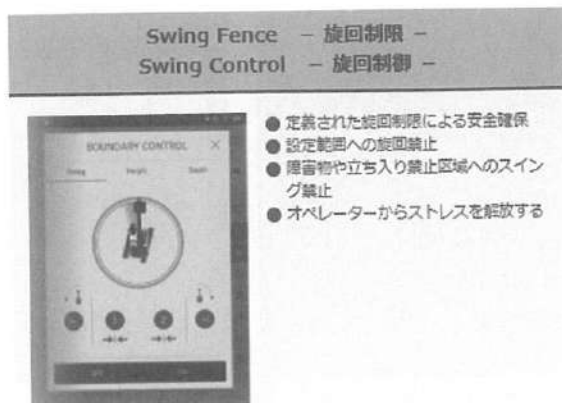 Swing Fence － 旋回制限 －
Swing Control － 旋回制御 －
● 定義された旋回制限による安全確保
● 設定範囲への旋回禁止
● 障害物や立ち入り禁止区域へのスイン
グ禁止
● オペレーターからストレスを解放する
BOUNDARY CONTROL ×
Swing Height Depth